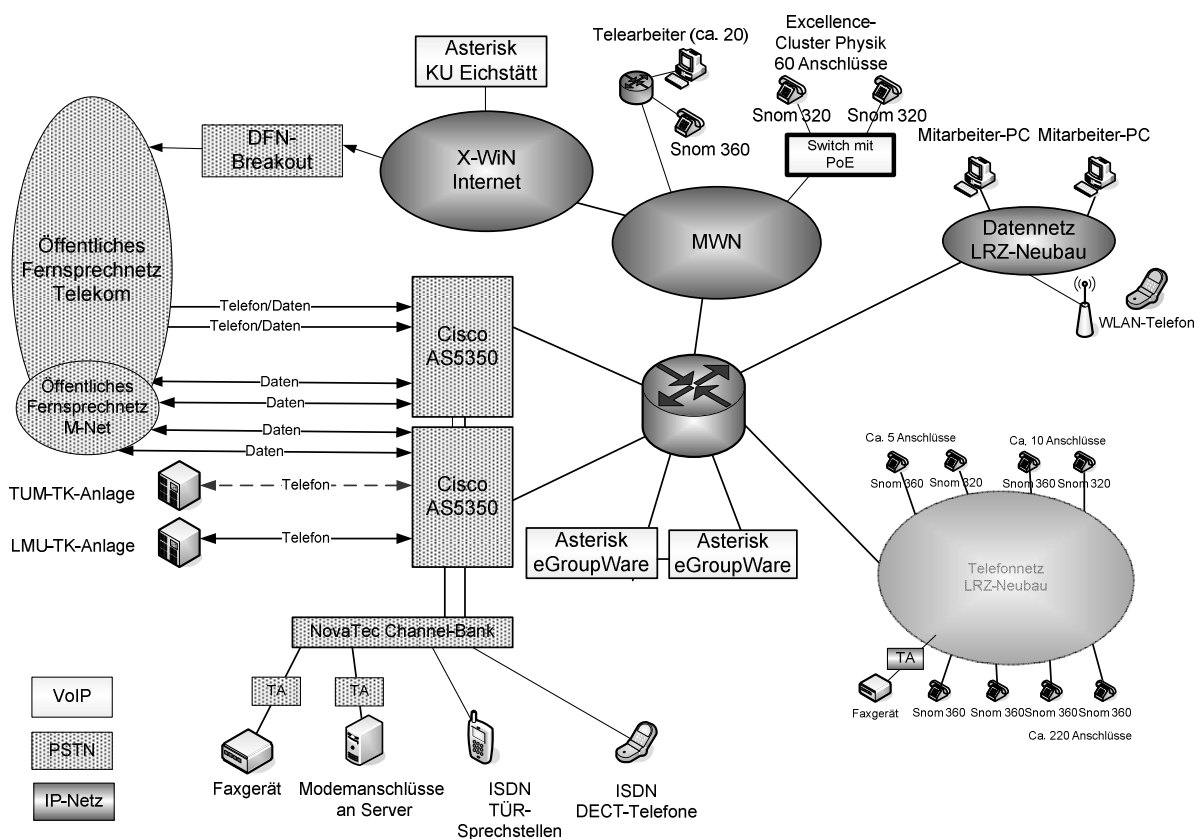 Asterisk
KU Eichstätt
Telearbeiter (ca. 20)
Snom 360
Excellence-
Cluster Physik
60 Anschlüsse
Snom 320
Snom 320
Switch mit
PoE
Mitarbeiter-PC
Mitarbeiter-PC
DFN-
Breakout
X-WiN
Internet
MWN
Datennetz
LRZ-Neubau
WLAN-Telefon
Öffentliches
Fernsprechnetz
Telekom
Telefon/Daten
Telefon/Daten
Cisco
AS5350
Öffentliches
Fernsprechnetz
M-Net
Daten
Daten
Daten
Daten
Cisco
AS5350
TUM-TK-Anlage
Telefon
LMU-TK-Anlage
Telefon
Asterisk
eGroupWare
Asterisk
eGroupWare
Ca. 5 Anschlüsse
Ca. 10 Anschlüsse
Snom 360
Snom 320
Snom 360
Snom 320
Telefonnetz
LRZ-Neubau
TA
Faxgerät
Snom 360
Snom 360
Snom 360
Snom 360
Ca. 220 Anschlüsse
NovaTec Channel-Bank
TA
TA
Faxgerät
Modemanschlüsse
an Server
ISDN
TÜR-
Sprechstellen
ISDN
DECT-Telefone
VoIP
PSTN
IP-Netz